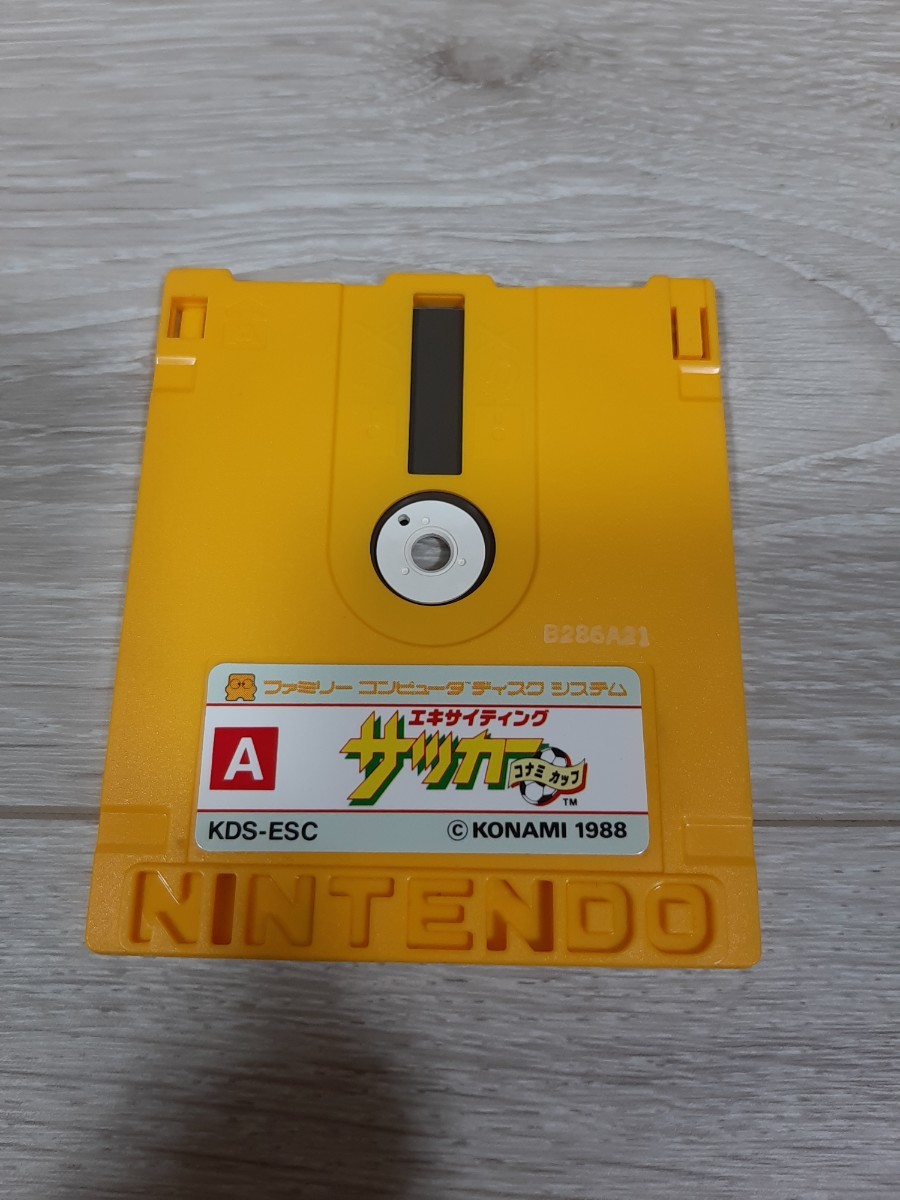 B286A21
ファミリー コンピュータ ディスク システム
A
エキサイティング
サッカー
コナミ カップ
TM
KDS-ESC
© KONAMI 1988
NINTENDO